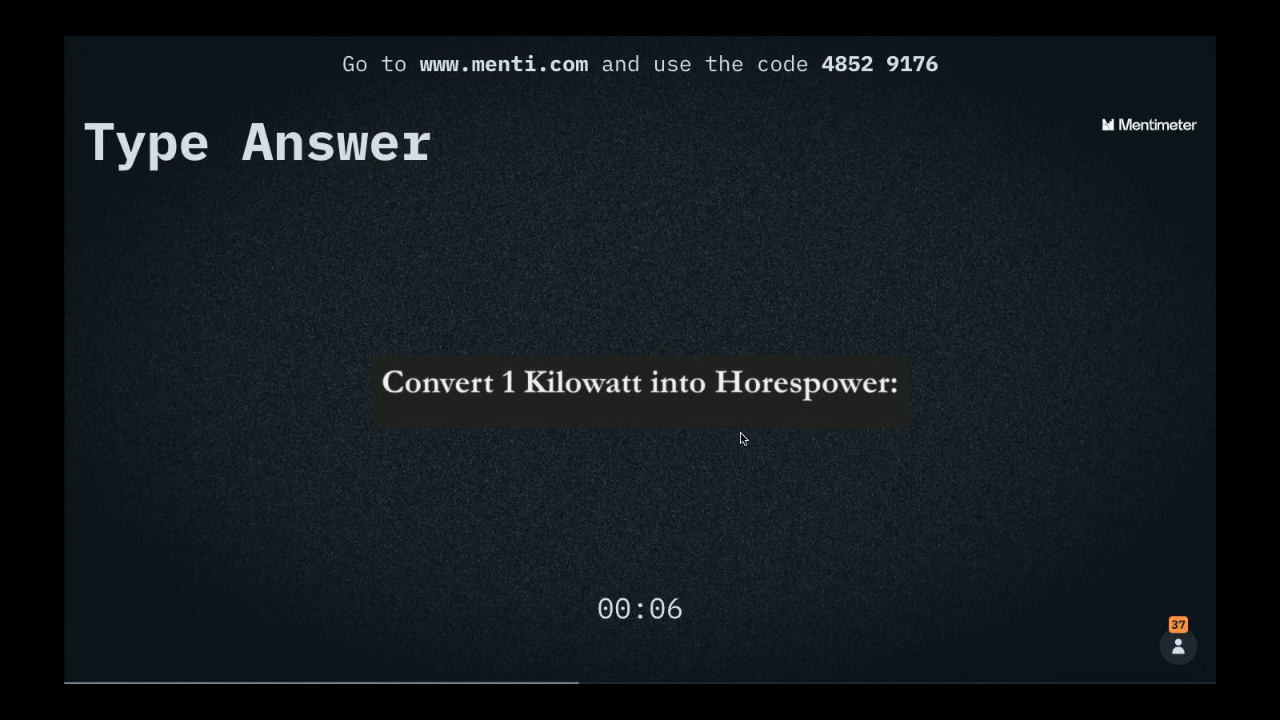 Go to www.menti.com and use the code 4852 9176
Type Answer
Mentimeter
Convert 1 Kilowatt into Horespower:
00:06
37